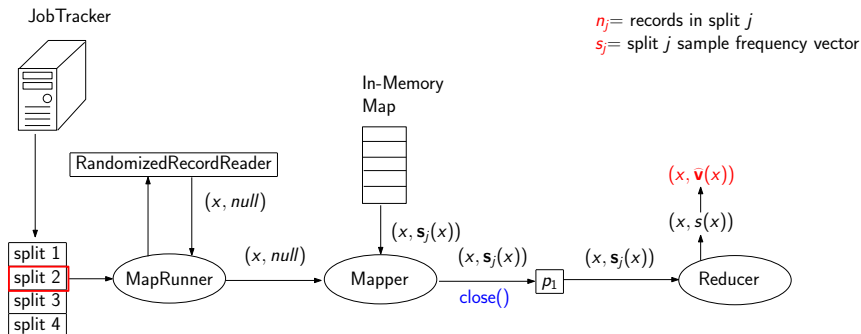 JobTracker
n_j= records in split j
s_j= split j sample frequency vector
In-Memory
Map
RandomizedRecordReader
(x, null)
(x, v̂(x))
(x, s(x))
(x, s_j(x))
split 1
split 2
split 3
split 4
MapRunner
(x, null)
Mapper
(x, s_j(x))
close()
p_1
(x, s_j(x))
Reducer